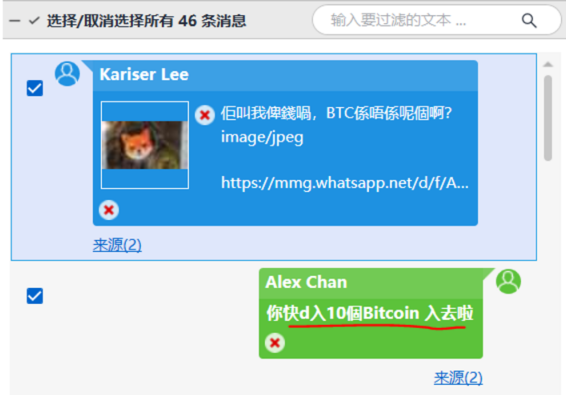 选择/取消选择所有 46 条消息
输入要过滤的文本 ...
Kariser Lee
佢叫我俾錢喎，BTC係唔係呢個啊?
image/jpeg
https://mmg.whatsapp.net/d/f/A...
来源(2)
Alex Chan
你快d入10個Bitcoin 入去啦
来源(2)